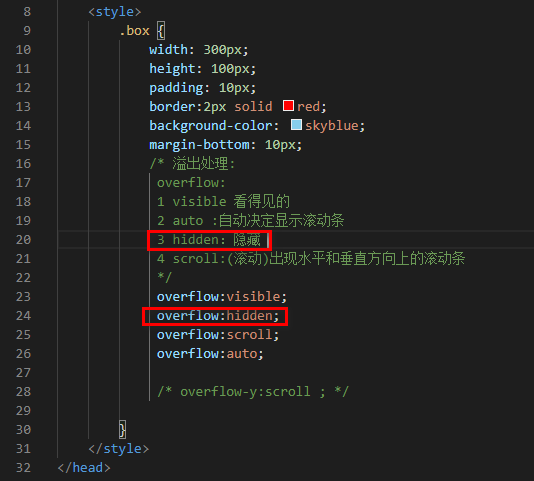 8 <style>
9 .box {
10 width: 300px;
11 height: 100px;
12 padding: 10px;
13 border:2px solid red;
14 background-color: skyblue;
15 margin-bottom: 10px;
16 /* 溢出处理:
17 overflow:
18 1 visible 看得见的
19 2 auto :自动决定显示滚动条
20 3 hidden: 隐藏
21 4 scroll:(滚动)出现水平和垂直方向上的滚动条
22 */
23 overflow:visible;
24 overflow:hidden;
25 overflow:scroll;
26 overflow:auto;
27
28 /* overflow-y:scroll ; */
29
30 }
31 </style>
32 </head>